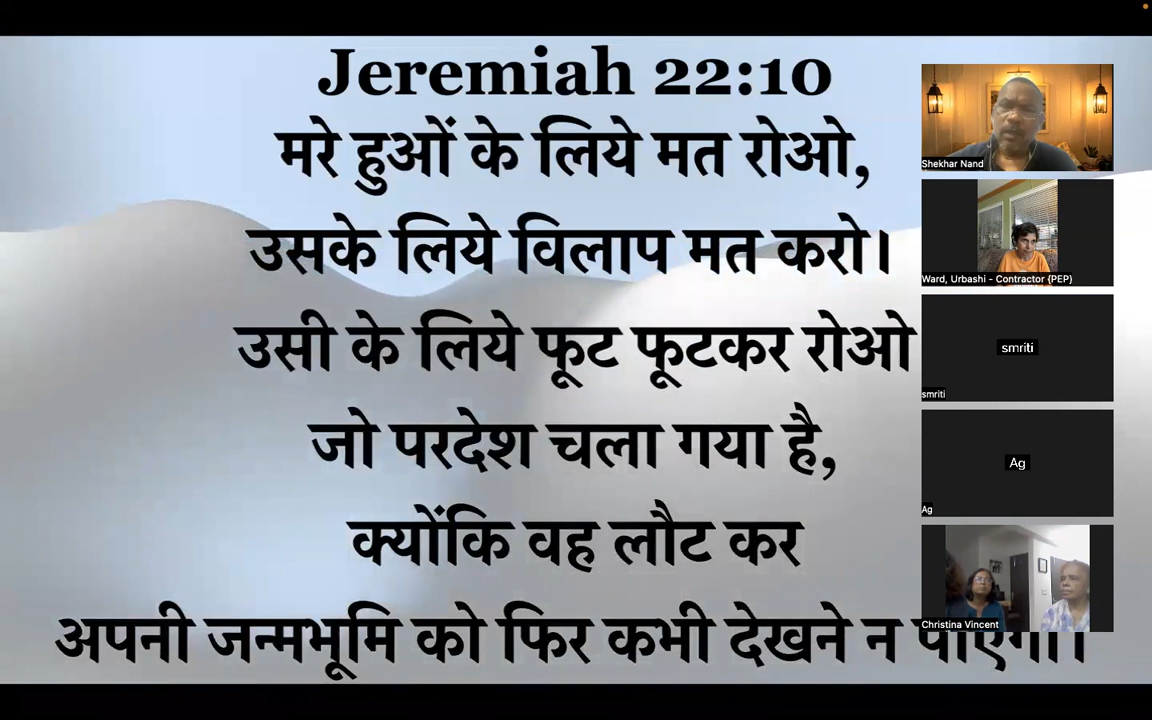 Jeremiah 22:10
मरे हुओं के लिये मत रोओ,
उसके लिये विलाप मत करो।
उसी के लिये फूट फूटकर रोओ
जो परदेश चला गया है,
क्योंकि वह लौट कर
अपनी जन्मभूमि को फिर कभी देखने न पाएगा।
Shekhar Nand
Ward, Urbashi - Contractor {PEP}
smriti
smriti
Ag
Ag
Christina Vincent